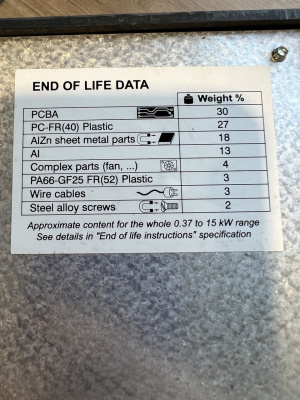 END OF LIFE DATA
Weight %
PCBA 30
PC-FR(40) Plastic 27
AlZn sheet metal parts 18
Al 13
Complex parts (fan, ...) 4
PA66-GF25 FR(52) Plastic 3
Wire cables 3
Steel alloy screws 2
Approximate content for the whole 0.37 to 15 kW range
See details in "End of life instructions" specification